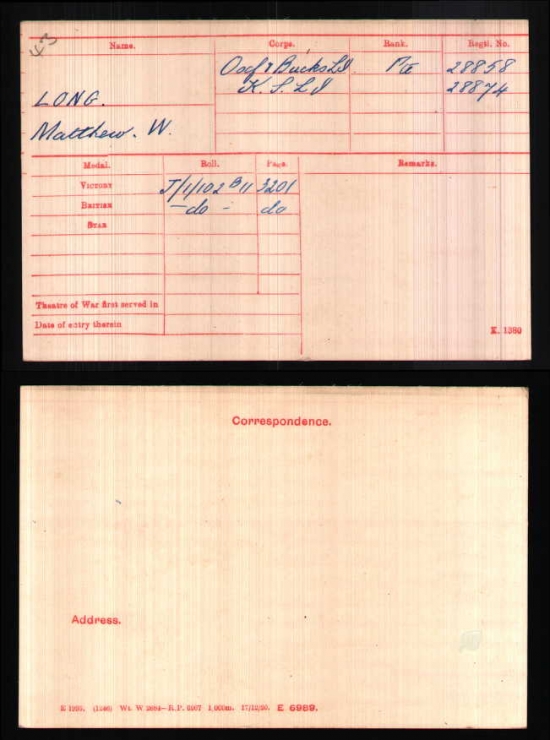 43
Name. Corps. Rank. Regtl. No.
Oxf & Bucks L.I. Pte 28858
LONG. K. S. L I 28874
Matthew. W.
Medal. Roll. Page. Remarks.
VICTORY J/1/102 B11 3201
BRITISH – do – do
STAR
Theatre of War first served in
Date of entry therein
K. 1380
Correspondence.
Address.
E 6989.